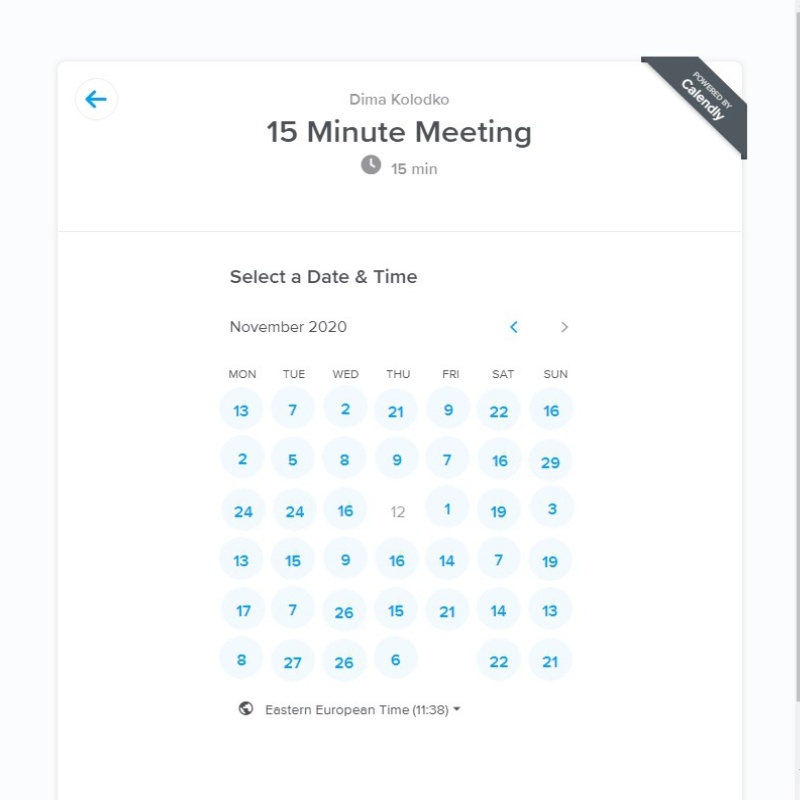 POWERED BY
Calendly
Dima Kolodko
15 Minute Meeting
15 min
Select a Date & Time
November 2020
MON TUE WED THU FRI SAT SUN
13 7 2 21 9 22 16
2 5 8 9 7 16 29
24 24 16 12 1 19 3
13 15 9 16 14 7 19
17 7 26 15 21 14 13
8 27 26 6 22 21
Eastern European Time (11:38)